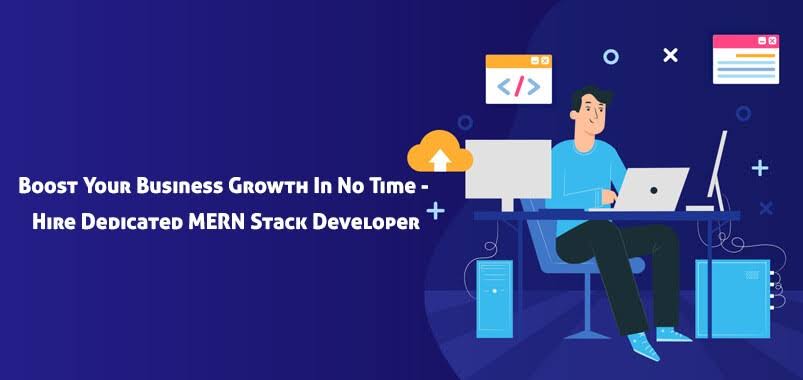 Boost Your Business Growth In No Time -
Hire Dedicated MERN Stack Developer
</>